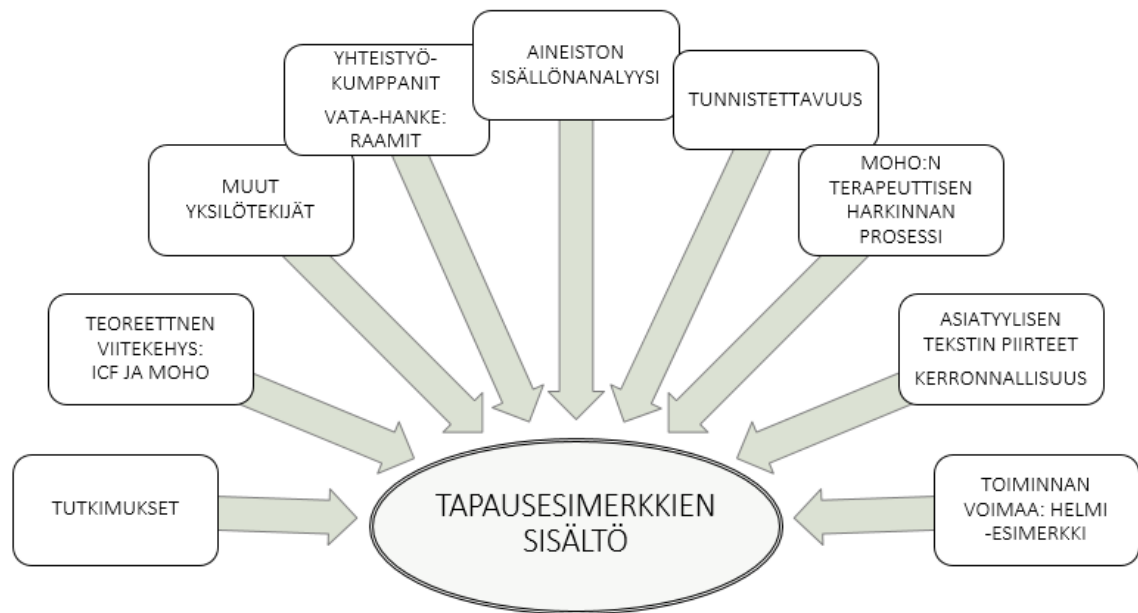 AINEISTON
SISÄLLÖNANALYYSI
YHTEISTYÖ-
KUMPPANIT
VATA-HANKE:
RAAMIT
TUNNISTETTAVUUS
MUUT
YKSILÖTEKIJÄT
MOHO:N
TERAPEUTTISEN
HARKINNAN
PROSESSI
TEOREETTNEN
VIITEKEHYS:
ICF JA MOHO
ASIATYYLISEN
TEKSTIN PIIRTEET
KERRONNALLISUUS
TUTKIMUKSET
TAPAUSESIMERKKIEN
SISÄLTÖ
TOIMINNAN
VOIMAA: HELMI
-ESIMERKKI